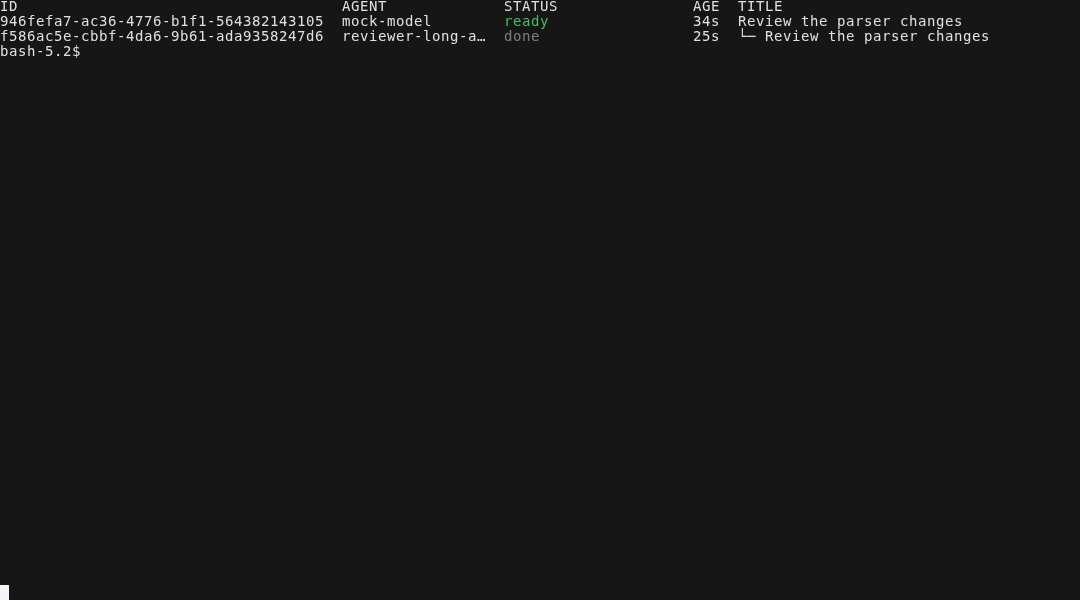 ID                                    AGENT             STATUS               AGE  TITLE
946fefa7-ac36-4776-b1f1-564382143105  mock-model        ready                34s  Review the parser changes
f586ac5e-cbbf-4da6-9b61-ada9358247d6  reviewer-long-a…  done                 25s  └─ Review the parser changes
bash-5.2$